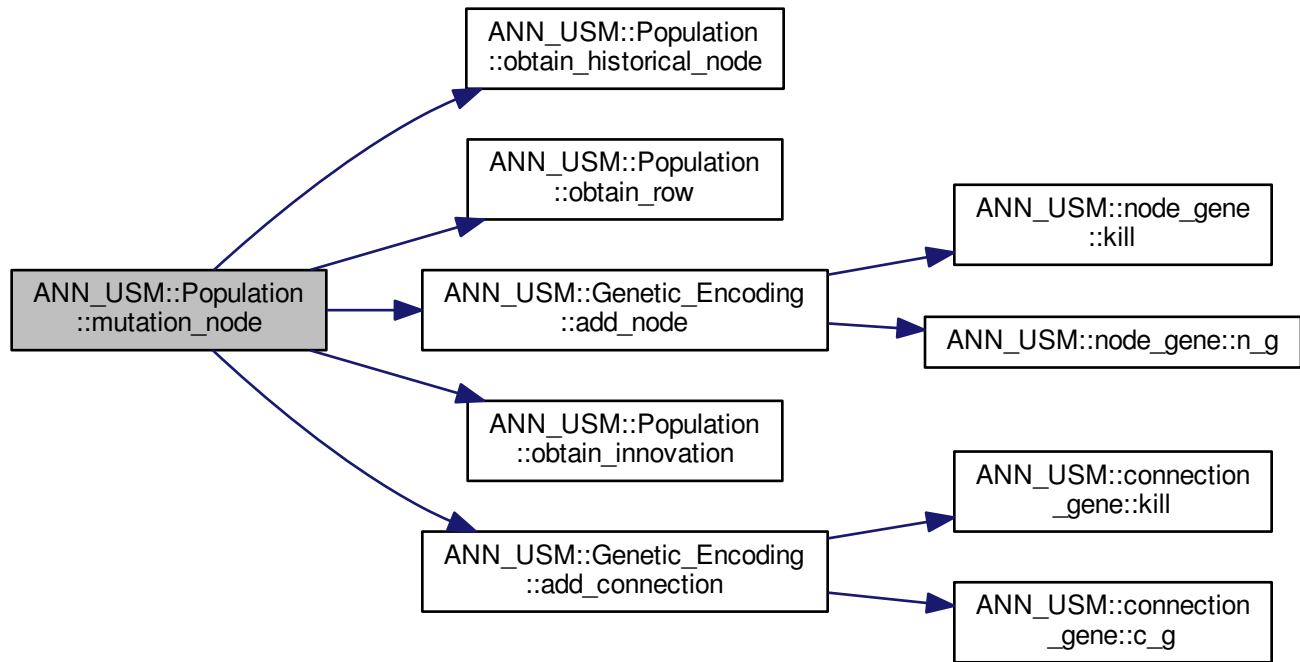 ANN_USM::Population
::mutation_node
ANN_USM::Population
::obtain_historical_node
ANN_USM::Population
::obtain_row
ANN_USM::Genetic_Encoding
::add_node
ANN_USM::Population
::obtain_innovation
ANN_USM::Genetic_Encoding
::add_connection
ANN_USM::node_gene
::kill
ANN_USM::node_gene::n_g
ANN_USM::connection
_gene::kill
ANN_USM::connection
_gene::c_g